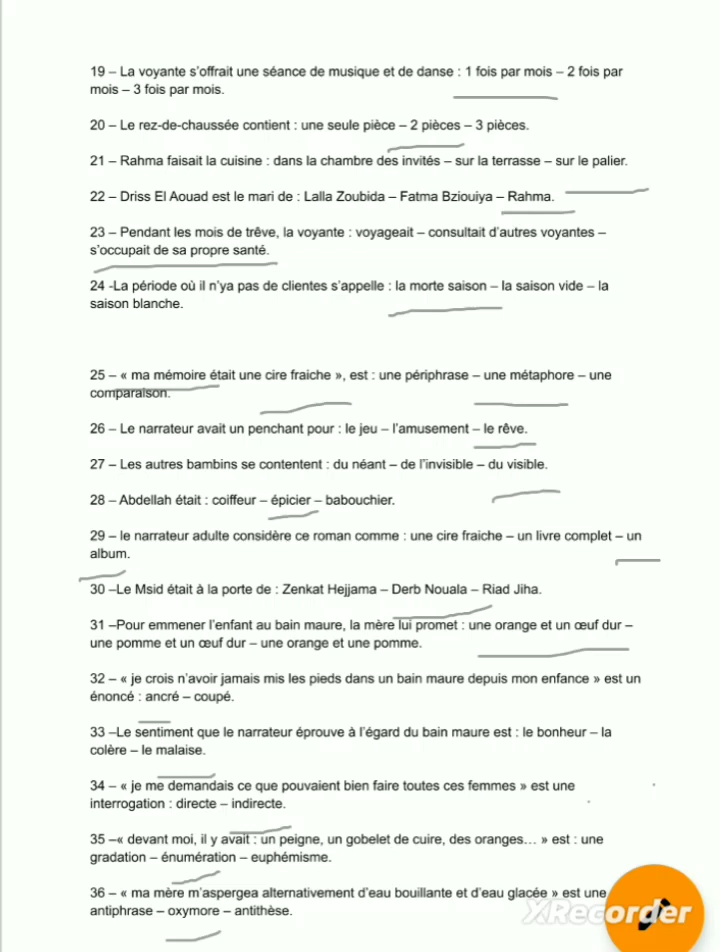 19 – La voyante s'offrait une séance de musique et de danse : 1 fois par mois – 2 fois par
mois – 3 fois par mois.
20 – Le rez-de-chaussée contient : une seule pièce – 2 pièces – 3 pièces.
21 – Rahma faisait la cuisine : dans la chambre des invités – sur la terrasse – sur le palier.
22 – Driss El Aouad est le mari de : Lalla Zoubida – Fatma Bziouiya – Rahma.
23 – Pendant les mois de trêve, la voyante : voyageait – consultait d'autres voyantes –
s'occupait de sa propre santé.
24 -La période où il n'ya pas de clientes s'appelle : la morte saison – la saison vide – la
saison blanche.
25 – « ma mémoire était une cire fraiche », est : une périphrase – une métaphore – une
comparaison.
26 – Le narrateur avait un penchant pour : le jeu – l'amusement – le rêve.
27 – Les autres bambins se contentent : du néant – de l'invisible – du visible.
28 – Abdellah était : coiffeur – épicier – babouchier.
29 – le narrateur adulte considère ce roman comme : une cire fraiche – un livre complet – un
album.
30 –Le Msid était à la porte de : Zenkat Hejjama – Derb Nouala – Riad Jiha.
31 –Pour emmener l'enfant au bain maure, la mère lui promet : une orange et un œuf dur –
une pomme et un œuf dur – une orange et une pomme.
32 – « je crois n'avoir jamais mis les pieds dans un bain maure depuis mon enfance » est un
énoncé : ancré – coupé.
33 –Le sentiment que le narrateur éprouve à l'égard du bain maure est : le bonheur – la
colère – le malaise.
34 – « je me demandais ce que pouvaient bien faire toutes ces femmes » est une
interrogation : directe – indirecte.
35 –« devant moi, il y avait : un peigne, un gobelet de cuire, des oranges… » est : une
gradation – énumération – euphémisme.
36 – « ma mère m'aspergea alternativement d'eau bouillante et d'eau glacée » est une
antiphrase – oxymore – antithèse.
XRecorder